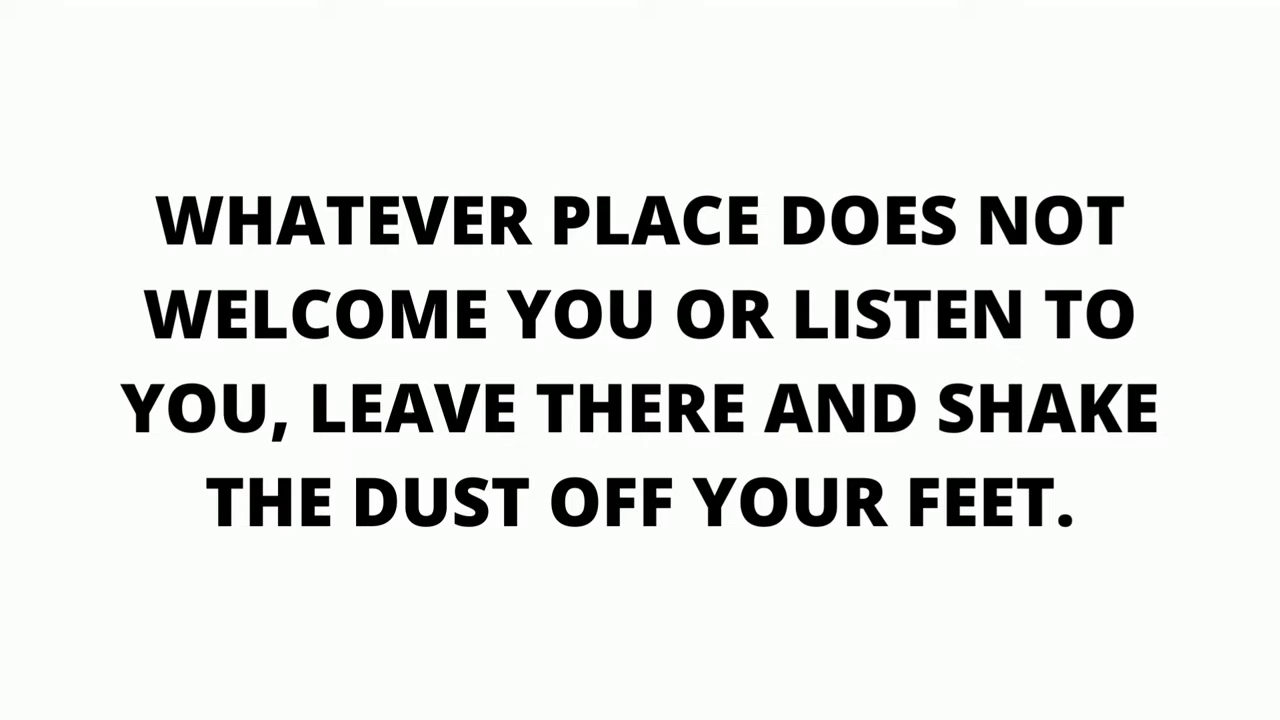 WHATEVER PLACE DOES NOT
WELCOME YOU OR LISTEN TO
YOU, LEAVE THERE AND SHAKE
THE DUST OFF YOUR FEET.